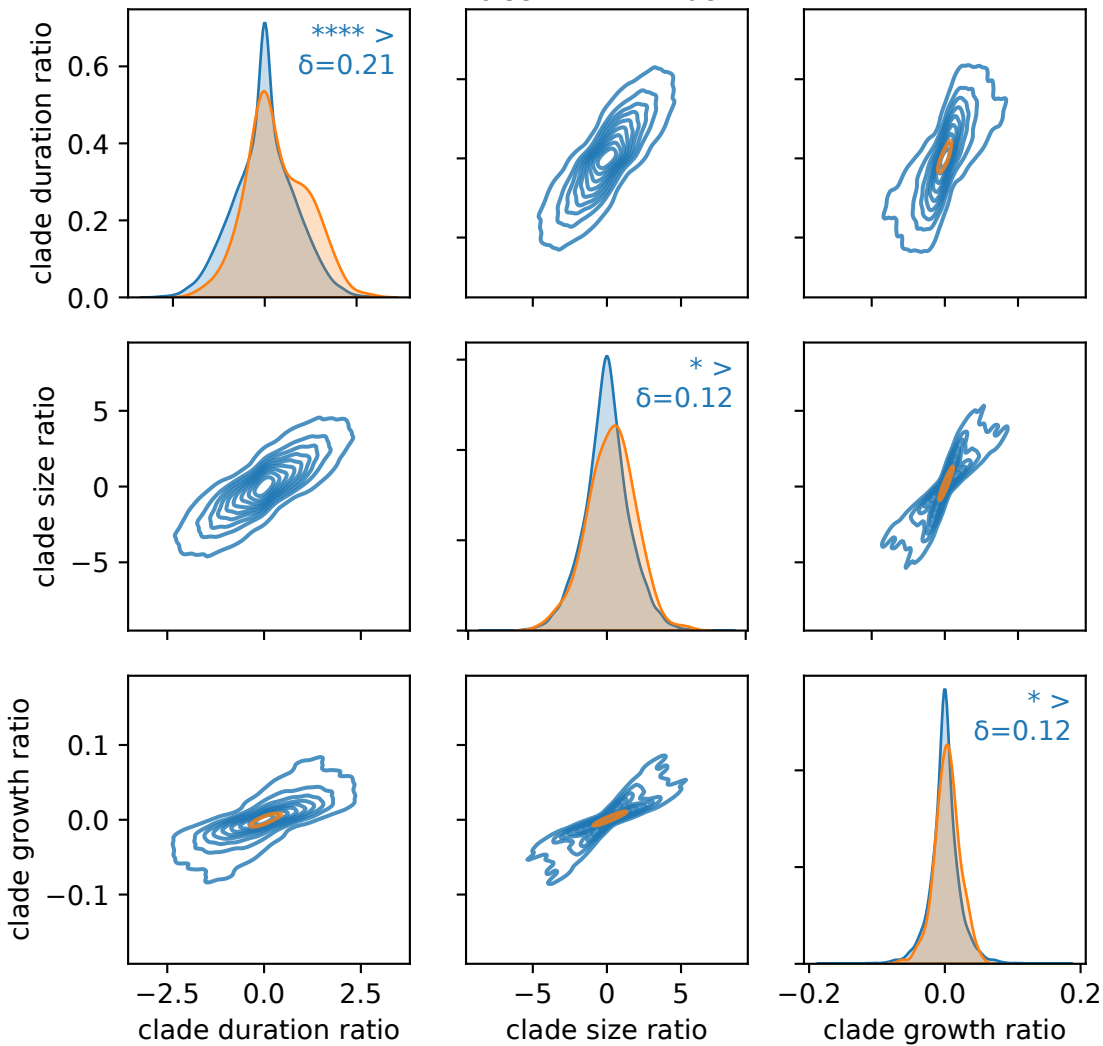 clade duration ratio
0.6
0.4
0.2
0.0
**** >
δ=0.21
clade size ratio
5
0
−5
* >
δ=0.12
clade growth ratio
0.1
0.0
−0.1
* >
δ=0.12
−2.5 0.0 2.5
−5 0 5
−0.2 0.0 0.2
clade duration ratio
clade size ratio
clade growth ratio